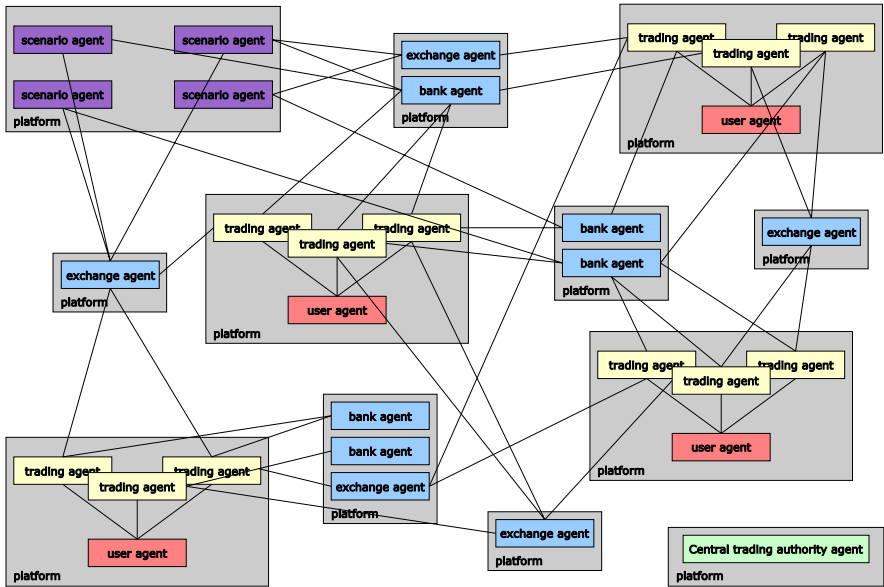 scenario agent
scenario agent
scenario agent
scenario agent
platform
exchange agent
bank agent
platform
trading agent
trading agent
trading agent
user agent
platform
trading agent
trading agent
trading agent
user agent
platform
bank agent
bank agent
platform
exchange agent
platform
exchange agent
platform
trading agent
trading agent
trading agent
user agent
platform
bank agent
bank agent
exchange agent
platform
trading agent
trading agent
trading agent
user agent
platform
exchange agent
platform
Central trading authority agent
platform